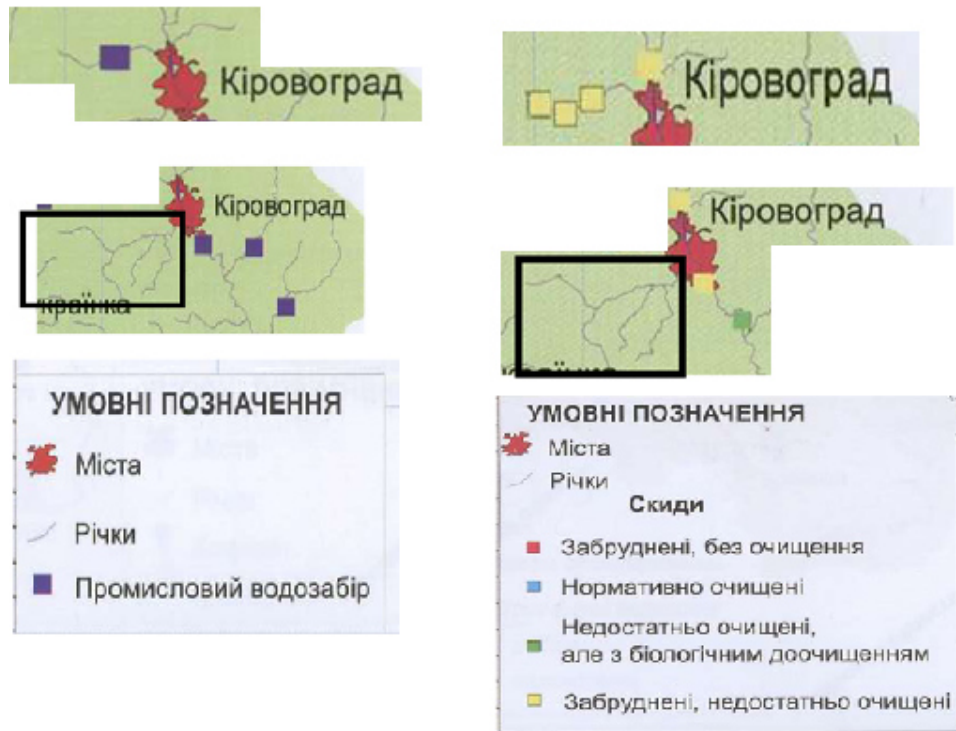 Кіровоград
Кіровоград
Кіровоград
країнка
Кіровоград
країнка
УМОВНІ ПОЗНАЧЕННЯ
Міста
Річки
Промисловий водозабір
УМОВНІ ПОЗНАЧЕННЯ
Міста
Річки
Скиди
Забруднені, без очищення
Нормативно очищені
Недостатньо очищені,
але з біологічним доочищенням
Забруднені, недостатньо очищені